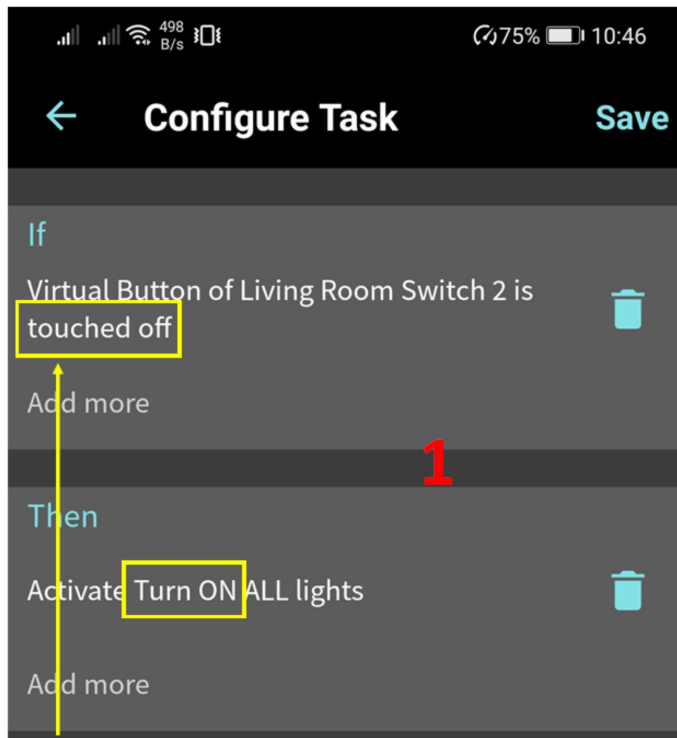 498
B/s
75% 10:46
Configure Task Save
If
Virtual Button of Living Room Switch 2 is
touched off
Add more
1
Then
Activate Turn ON ALL lights
Add more